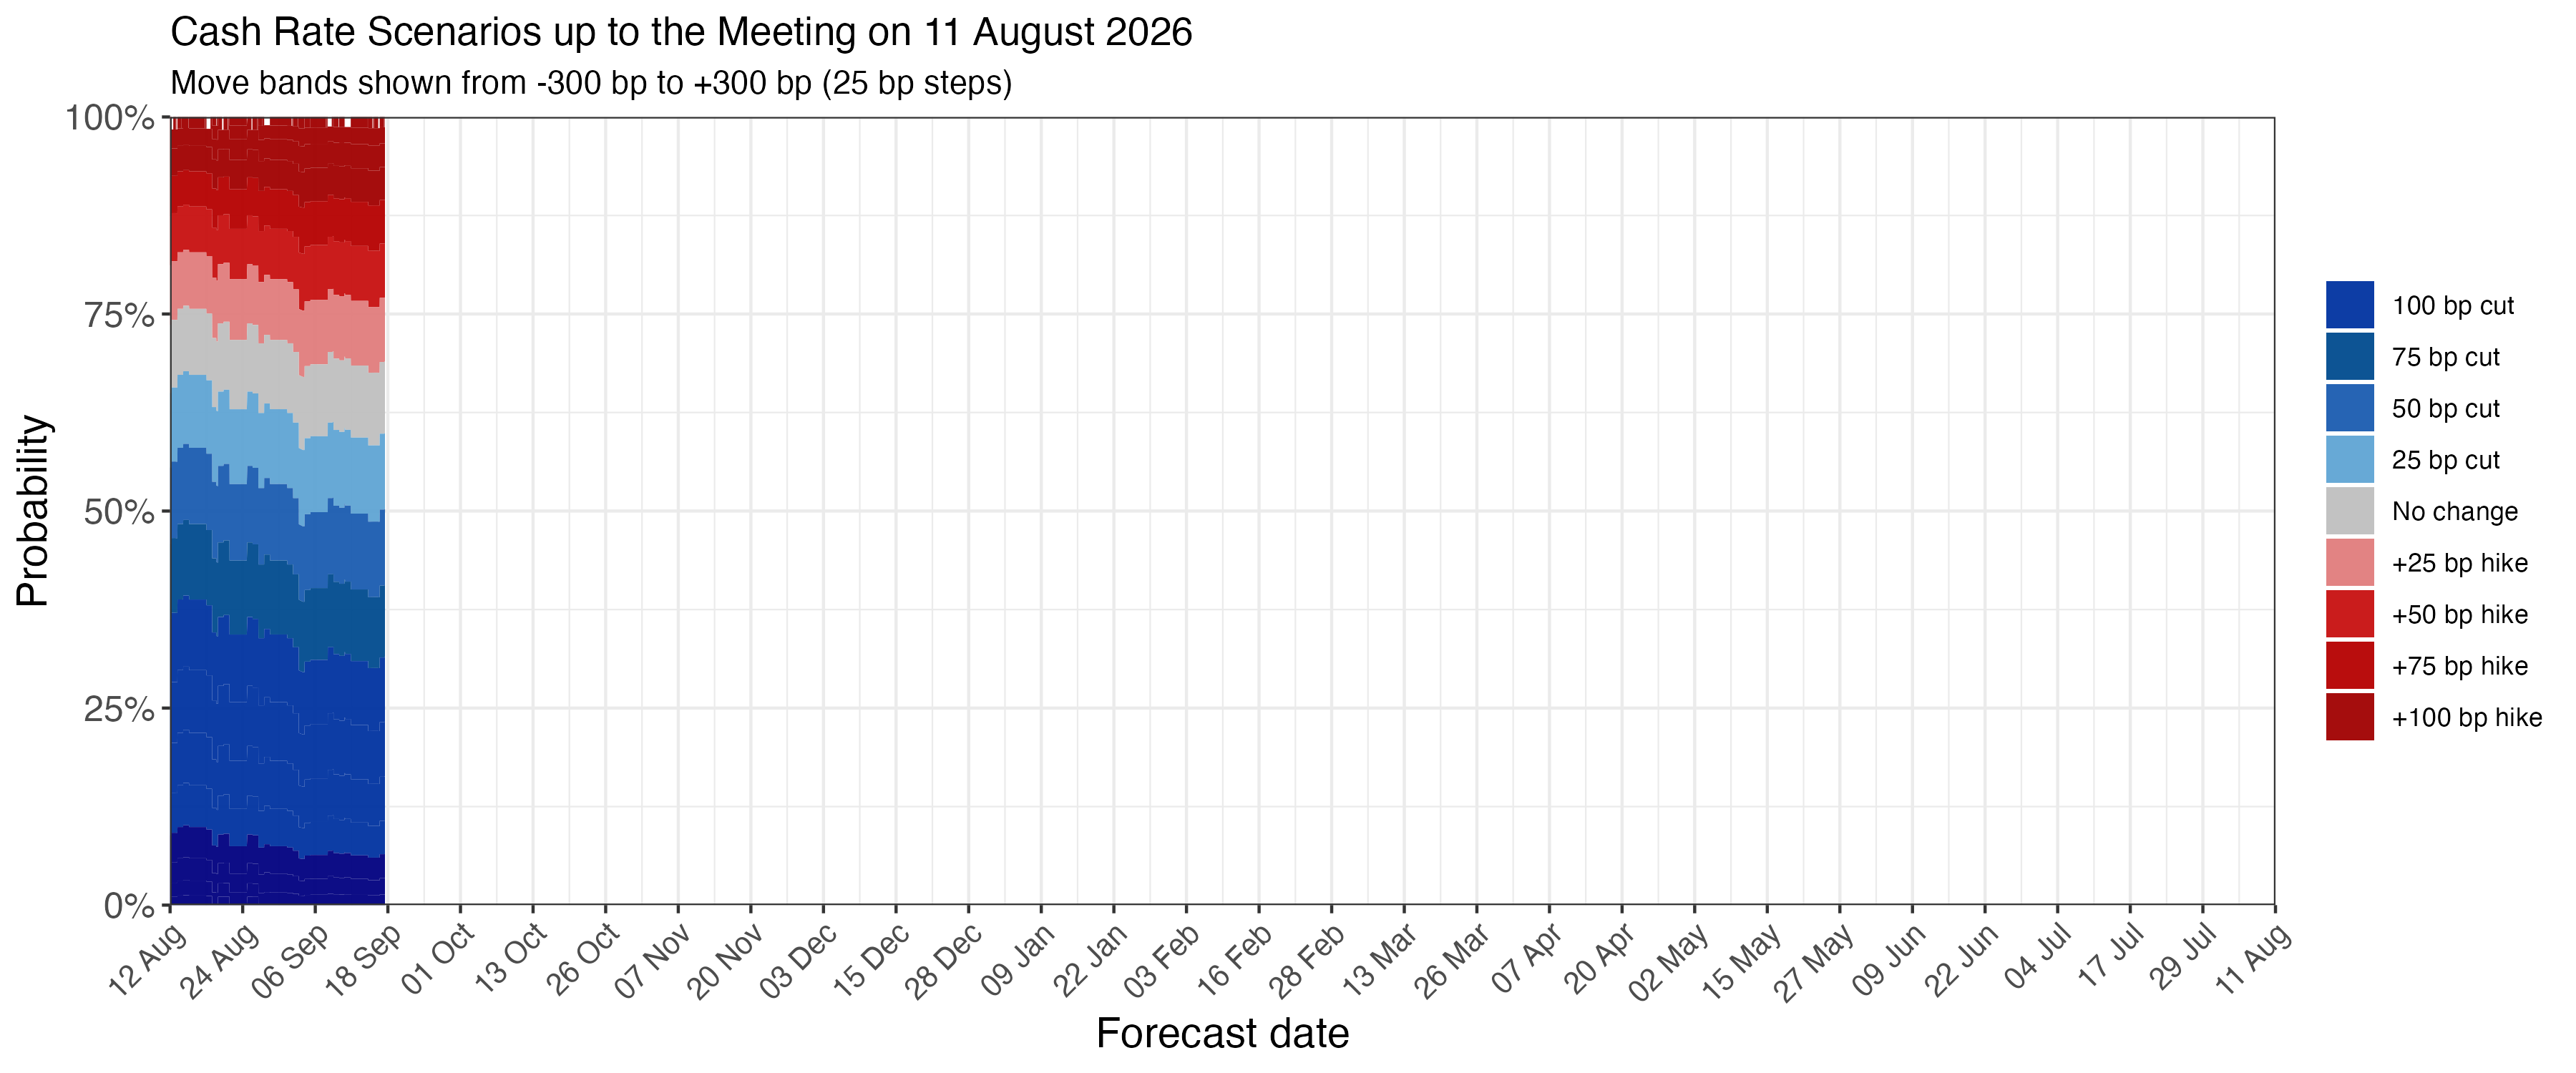 Cash Rate Scenarios up to the Meeting on 11 August 2026
Move bands shown from -300 bp to +300 bp (25 bp steps)
Probability
100%
75%
50%
25%
0%
12 Aug
24 Aug
06 Sep
18 Sep
01 Oct
13 Oct
26 Oct
07 Nov
20 Nov
03 Dec
15 Dec
28 Dec
09 Jan
22 Jan
03 Feb
16 Feb
28 Feb
13 Mar
26 Mar
07 Apr
20 Apr
02 May
15 May
27 May
09 Jun
22 Jun
04 Jul
17 Jul
29 Jul
11 Aug
Forecast date
100 bp cut
75 bp cut
50 bp cut
25 bp cut
No change
+25 bp hike
+50 bp hike
+75 bp hike
+100 bp hike